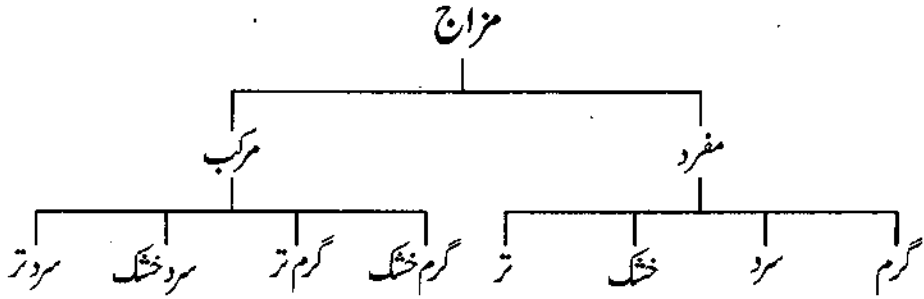 مزاج
مفرد مرکب
گرم سرد خشک تر گرم خشک گرم تر سرد خشک سرد تر